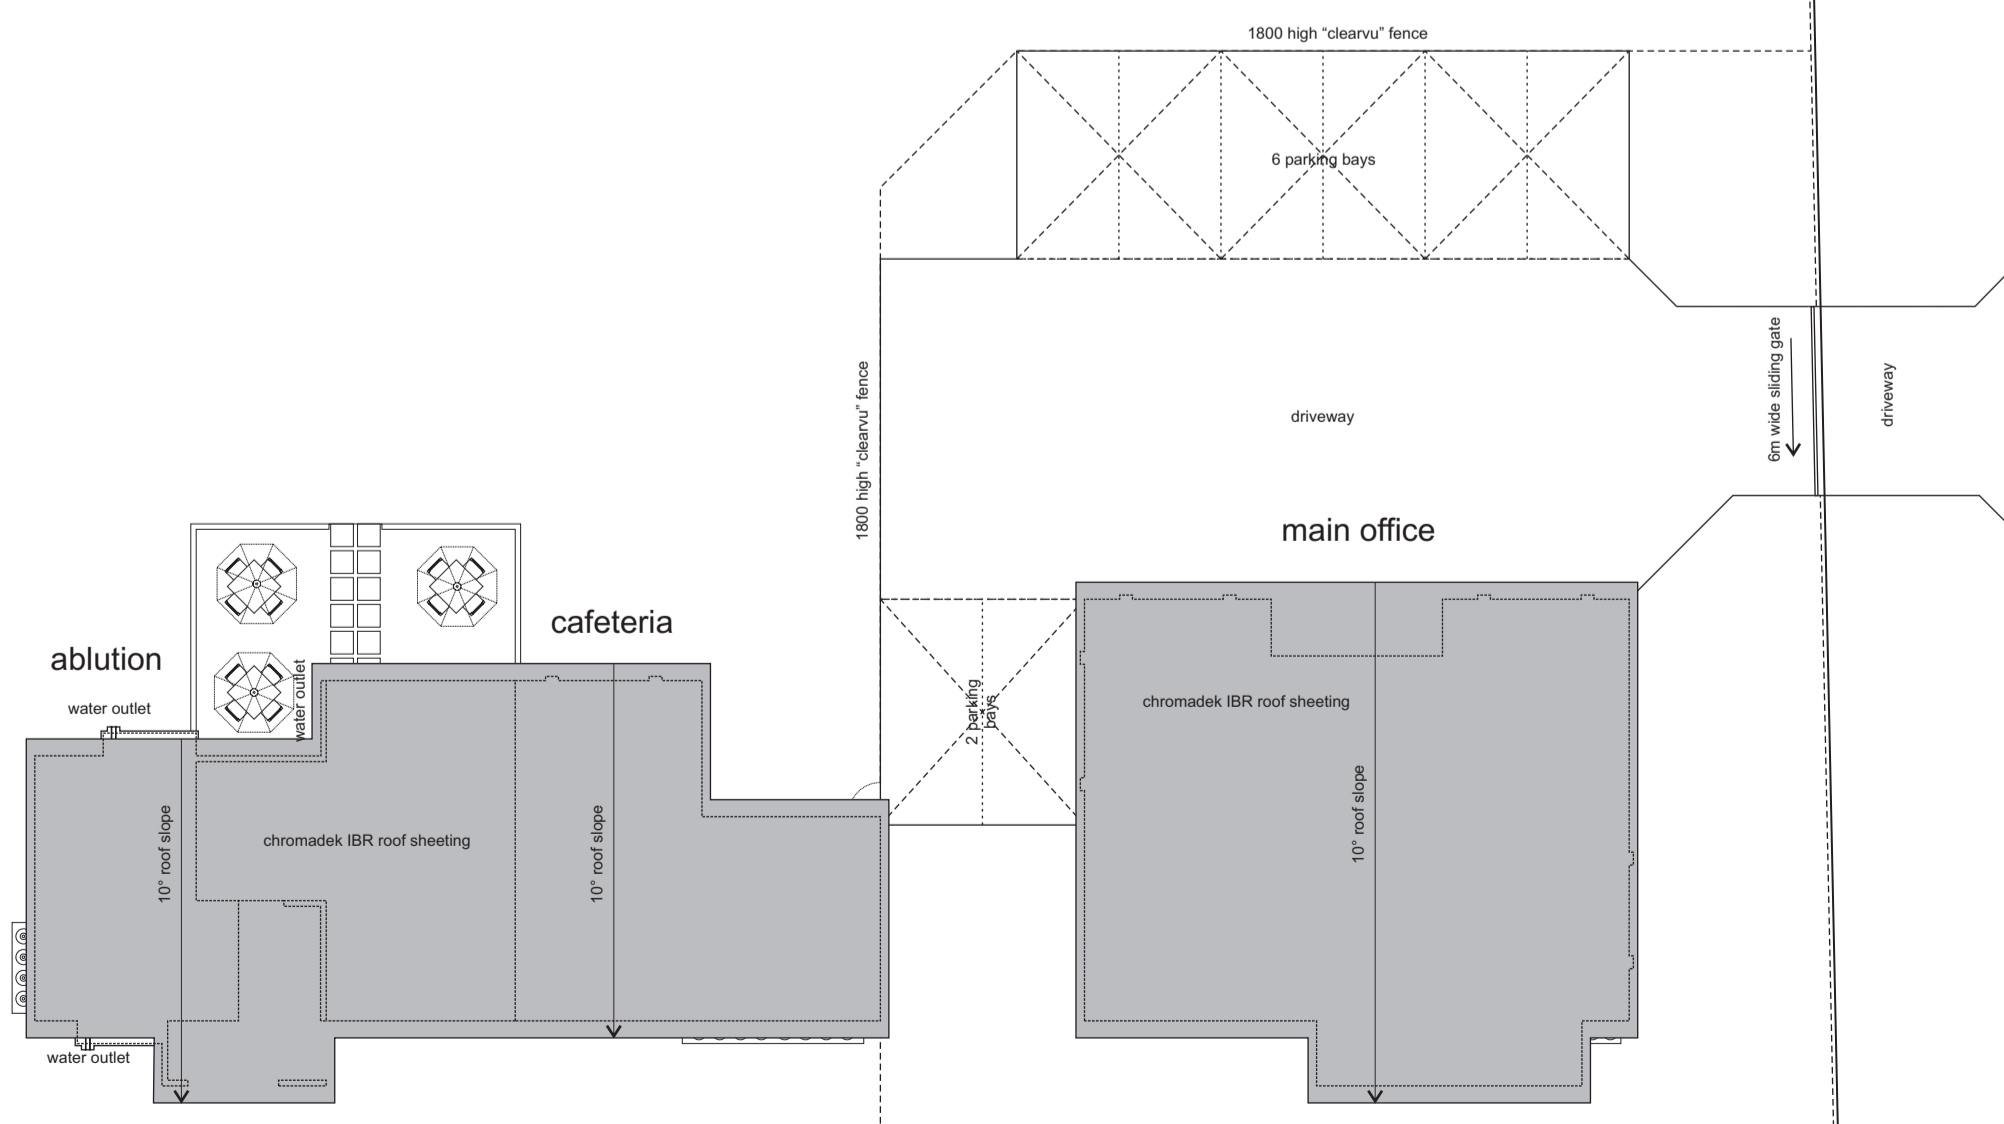 1800 high “clearvu” fence
6 parking bays
1800 high “clearvu” fence
driveway
6m wide sliding gate
driveway
main office
cafeteria
ablution
water outlet
water outlet
2 parking
bays
chromadek IBR roof sheeting
10° roof slope
chromadek IBR roof sheeting
10° roof slope
10° roof slope
water outlet